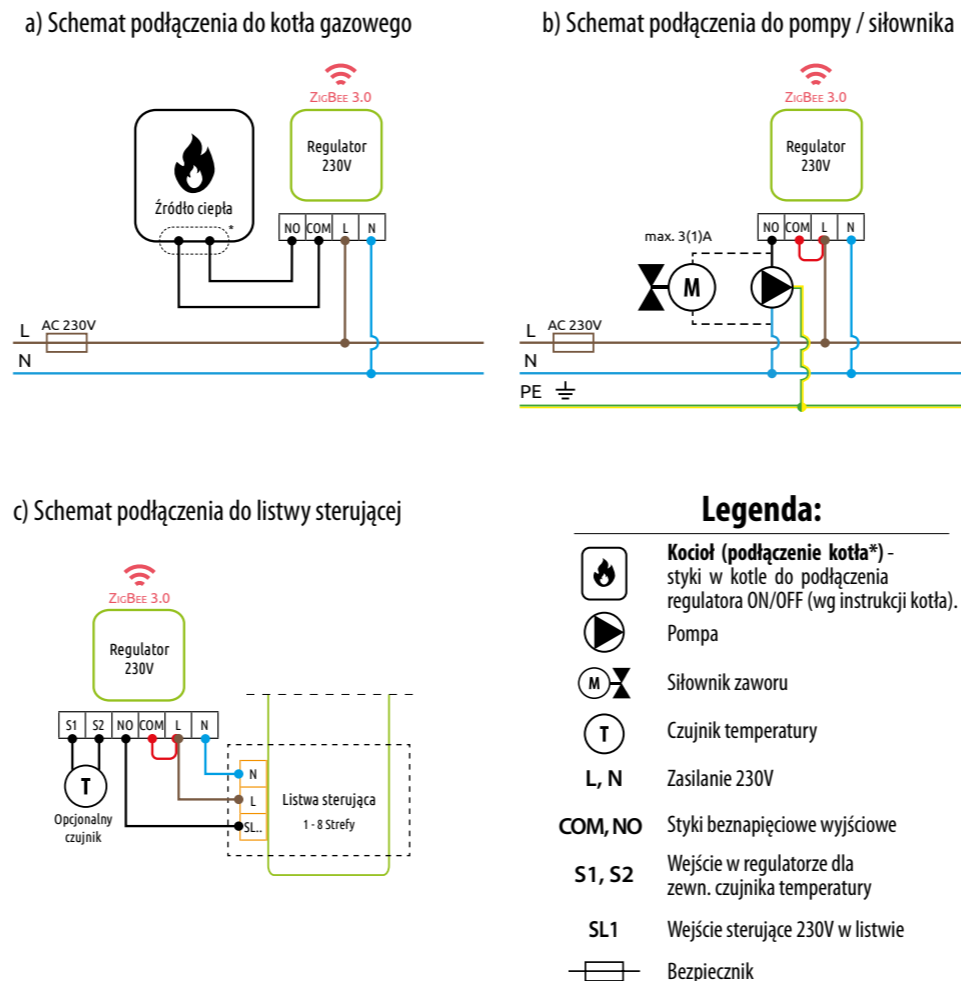 a) Schemat podłączenia do kotła gazowego
ZigBee 3.0
Regulator
230V
Źródło ciepła
*
NO COM L N
L AC 230V
N
b) Schemat podłączenia do pompy / siłownika
ZigBee 3.0
Regulator
230V
NO COM L N
max. 3(1)A
M
L AC 230V
N
PE
c) Schemat podłączenia do listwy sterującej
ZigBee 3.0
Regulator
230V
S1 S2 NO COM L N
T
Opcjonalny
czujnik
N
L
SL..
Listwa sterująca
1 - 8 Strefy
Legenda:
Kocioł (podłączenie kotła*) -
styki w kotle do podłączenia
regulatora ON/OFF (wg instrukcji kotła).
Pompa
M Siłownik zaworu
T Czujnik temperatury
L, N Zasilanie 230V
COM, NO Styki beznapięciowe wyjściowe
S1, S2 Wejście w regulatorze dla
zewn. czujnika temperatury
SL1 Wejście sterujące 230V w listwie
Bezpiecznik